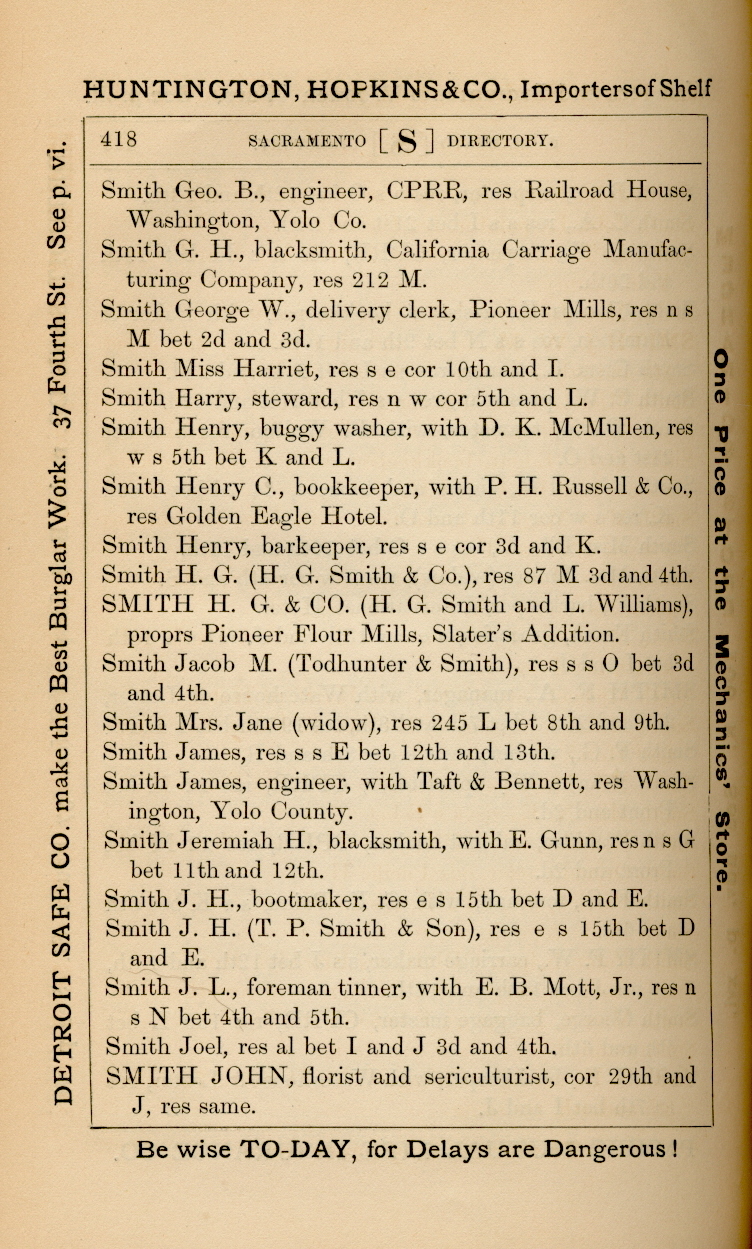 HUNTINGTON, HOPKINS & CO., Importers of Shelf
418 SACRAMENTO [ S ] DIRECTORY.
Smith Geo. B., engineer, CPRR, res Railroad House,
Washington, Yolo Co.
Smith G. H., blacksmith, California Carriage Manufac-
turing Company, res 212 M.
Smith George W., delivery clerk, Pioneer Mills, res n s
M bet 2d and 3d.
Smith Miss Harriet, res s e cor 10th and I.
Smith Harry, steward, res n w cor 5th and L.
Smith Henry, buggy washer, with D. K. McMullen, res
w s 5th bet K and L.
Smith Henry C., bookkeeper, with P. H. Russell & Co.,
res Golden Eagle Hotel.
Smith Henry, barkeeper, res s e cor 3d and K.
Smith H. G. (H. G. Smith & Co.), res 87 M 3d and 4th.
SMITH H. G. & CO. (H. G. Smith and L. Williams),
proprs Pioneer Flour Mills, Slater's Addition.
Smith Jacob M. (Todhunter & Smith), res s s O bet 3d
and 4th.
Smith Mrs. Jane (widow), res 245 L bet 8th and 9th.
Smith James, res s s E bet 12th and 13th.
Smith James, engineer, with Taft & Bennett, res Wash-
ington, Yolo County.
Smith Jeremiah H., blacksmith, with E. Gunn, res n s G
bet 11th and 12th.
Smith J. H., bootmaker, res e s 15th bet D and E.
Smith J. H. (T. P. Smith & Son), res e s 15th bet D
and E.
Smith J. L., foreman tinner, with E. B. Mott, Jr., res n
s N bet 4th and 5th.
Smith Joel, res al bet I and J 3d and 4th.
SMITH JOHN, florist and sericulturist, cor 29th and
J, res same.
Be wise TO-DAY, for Delays are Dangerous !
DETROIT SAFE CO. make the Best Burglar Work. 37 Fourth St. See p. vi.
One Price at the Mechanics' Store.